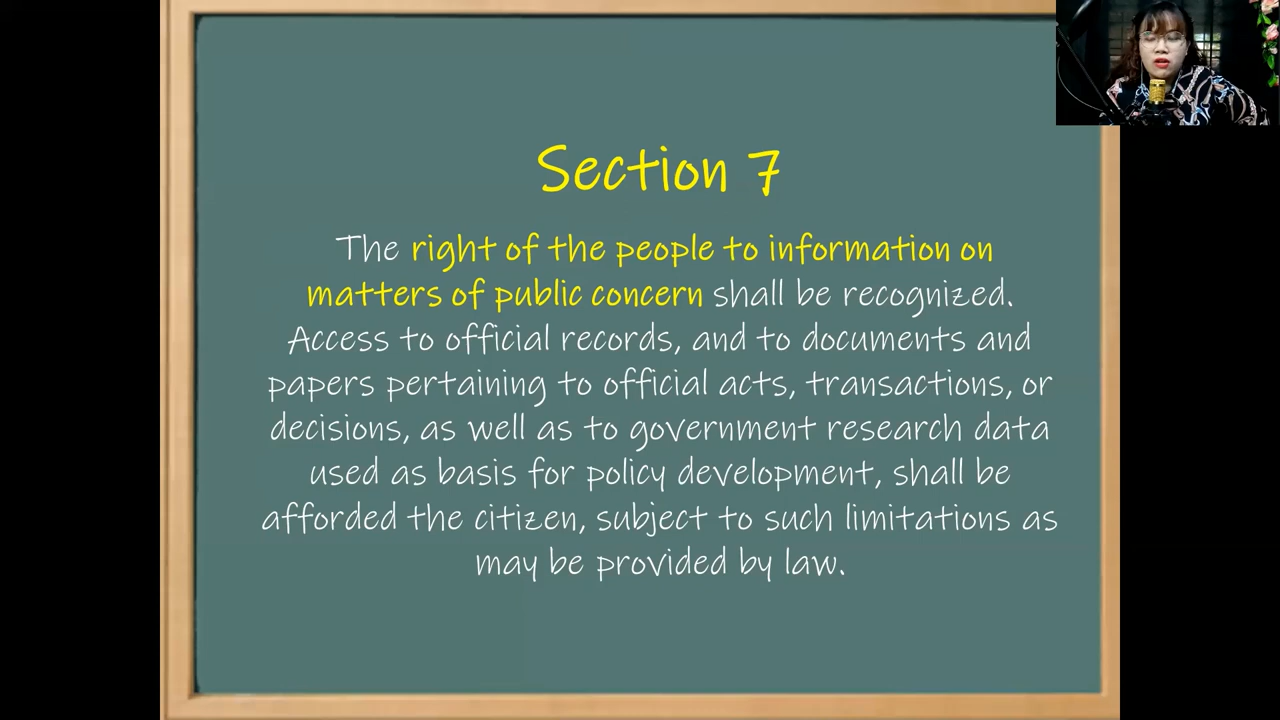 Section 7
The right of the people to information on
matters of public concern shall be recognized.
Access to official records, and to documents and
papers pertaining to official acts, transactions, or
decisions, as well as to government research data
used as basis for policy development, shall be
afforded the citizen, subject to such limitations as
may be provided by law.